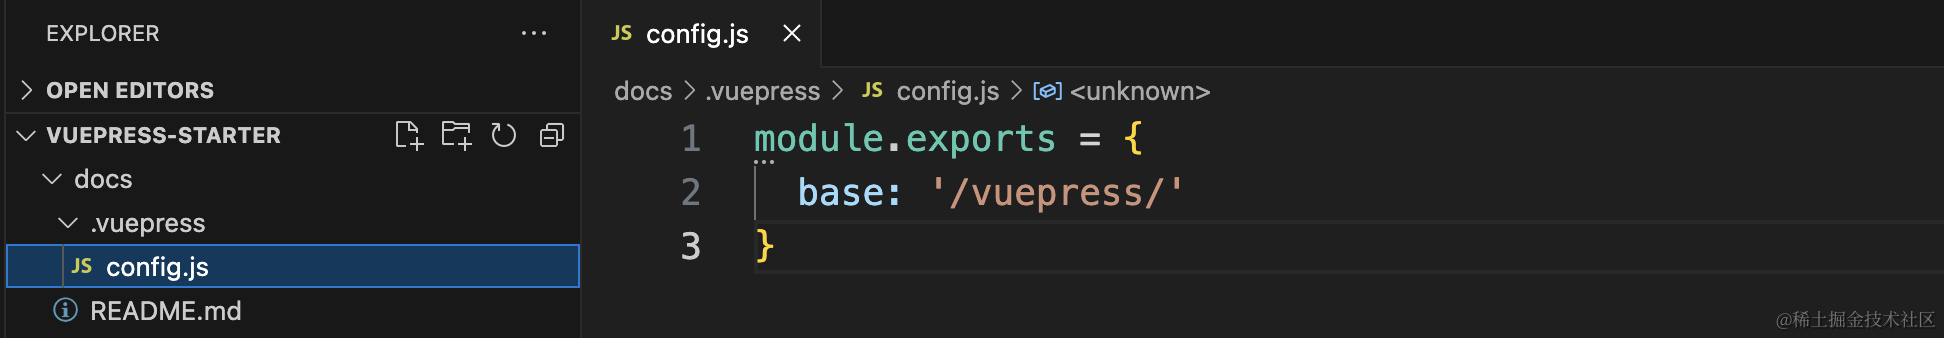 EXPLORER ...
OPEN EDITORS
VUEPRESS-STARTER
docs
.vuepress
JS config.js
README.md
JS config.js ×
docs > .vuepress > JS config.js > <unknown>
1 module.exports = {
2 base: '/vuepress/'
3 }
@稀土掘金技术社区